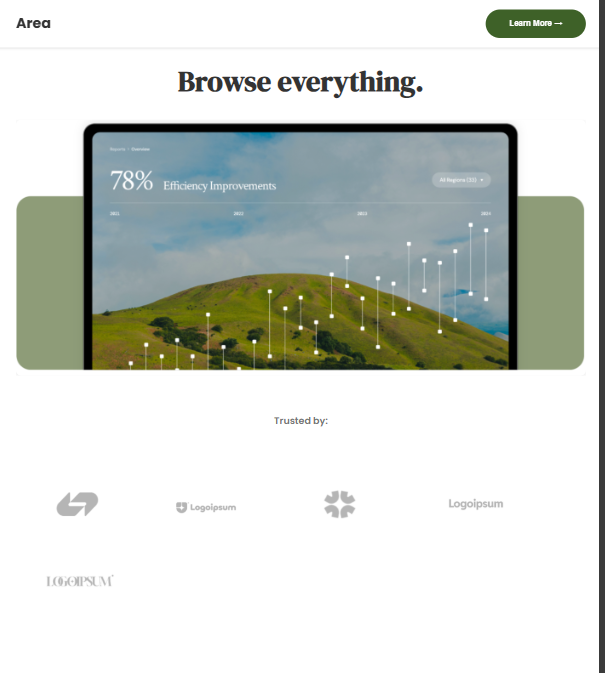 Area
Learn More →
Browse everything.
Reports / Overview
78% Efficiency Improvements
All Regions (10)
2021 2022 2023 2024
Trusted by:
Logoipsum
Logoipsum
LOGOIPSUM